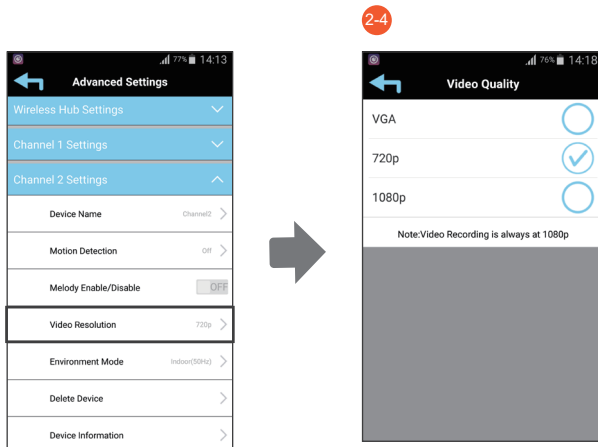 2-4
77% 14:13
Advanced Settings
Wireless Hub Settings
Channel 1 Settings
Channel 2 Settings
Device Name Channel2
Motion Detection Off
Melody Enable/Disable OFF
Video Resolution 720p
Environment Mode Indoor(50Hz)
Delete Device
Device Information
76% 14:18
Video Quality
VGA
720p
1080p
Note:Video Recording is always at 1080p